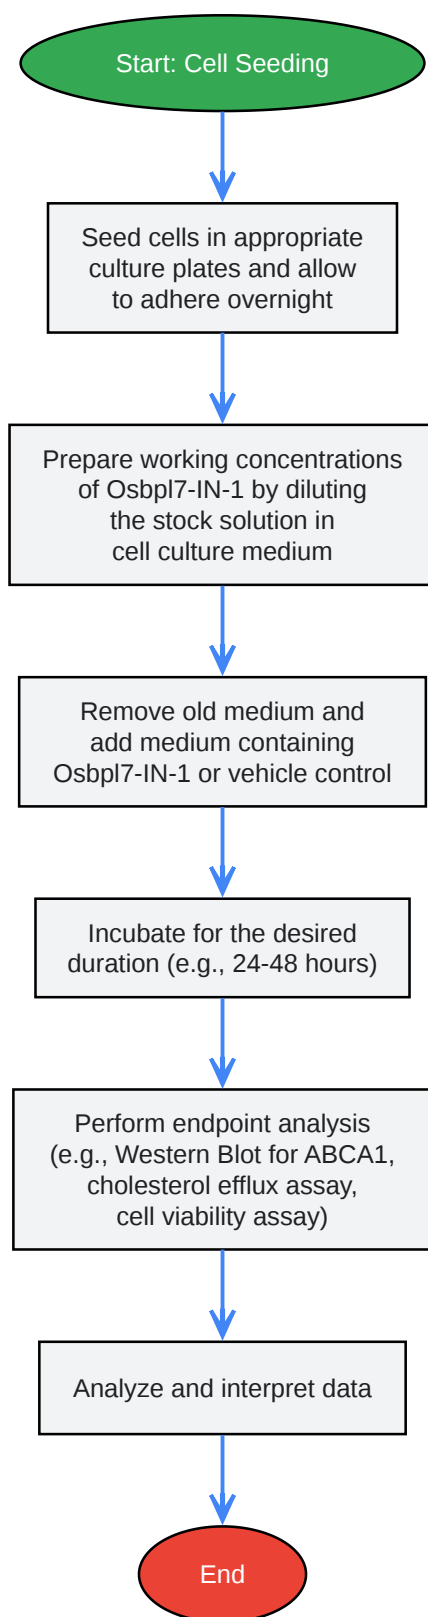 Start: Cell Seeding
Seed cells in appropriate
culture plates and allow
to adhere overnight
Prepare working concentrations
of Osbpl7-IN-1 by diluting
the stock solution in
cell culture medium
Remove old medium and
add medium containing
Osbpl7-IN-1 or vehicle control
Incubate for the desired
duration (e.g., 24-48 hours)
Perform endpoint analysis
(e.g., Western Blot for ABCA1,
cholesterol efflux assay,
cell viability assay)
Analyze and interpret data
End